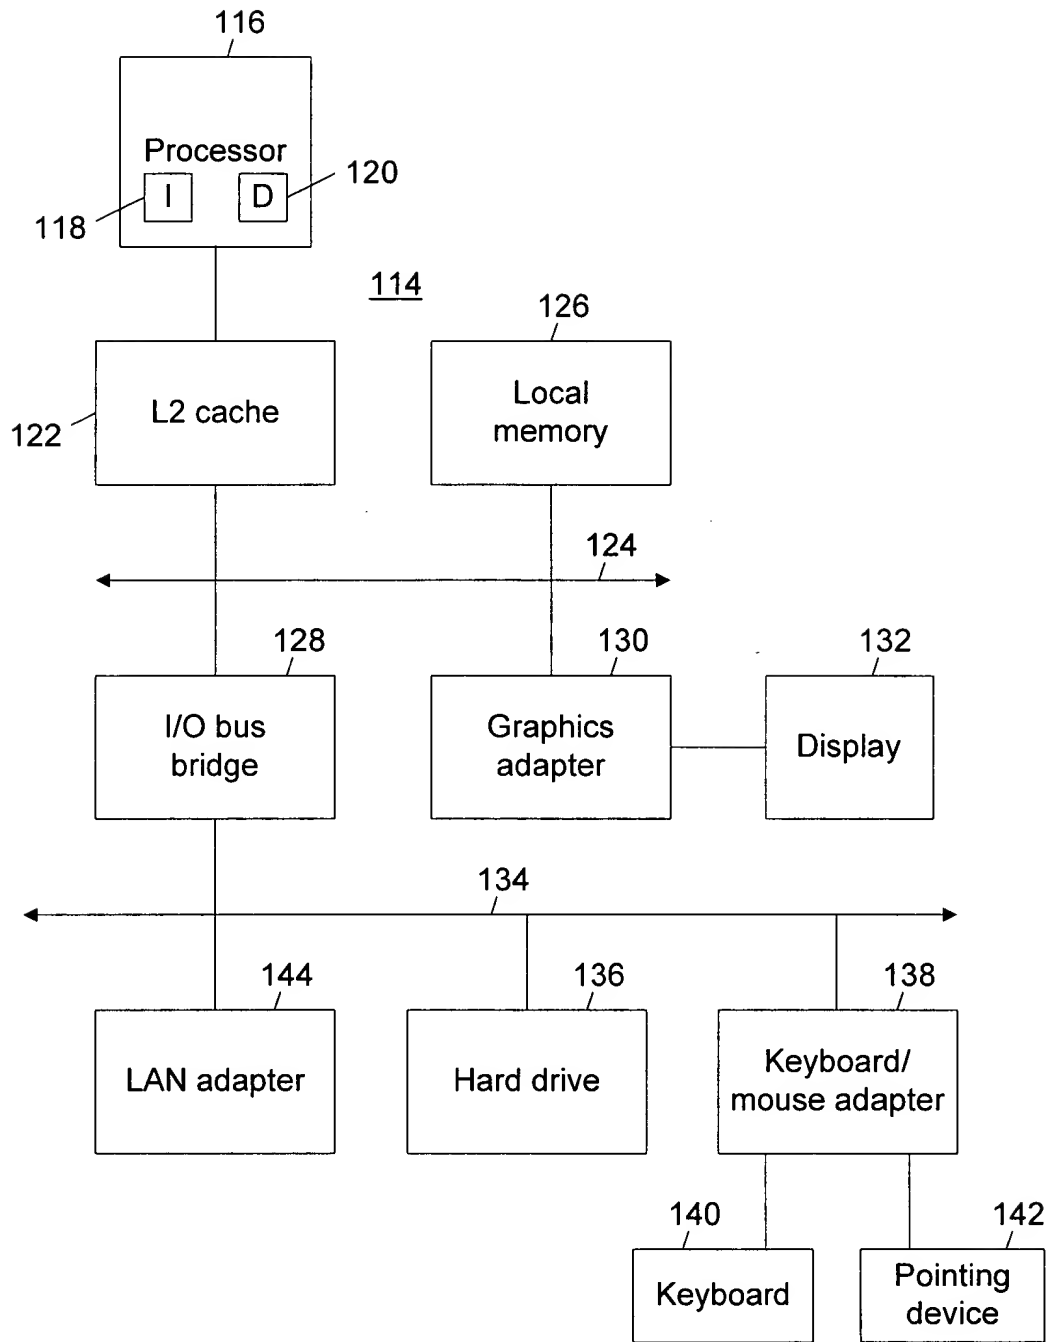 116
Processor
I
D
118
120
114
126
L2 cache
122
Local
memory
124
128
130
132
I/O bus
bridge
Graphics
adapter
Display
134
144
136
138
LAN adapter
Hard drive
Keyboard/
mouse adapter
140
142
Keyboard
Pointing
device